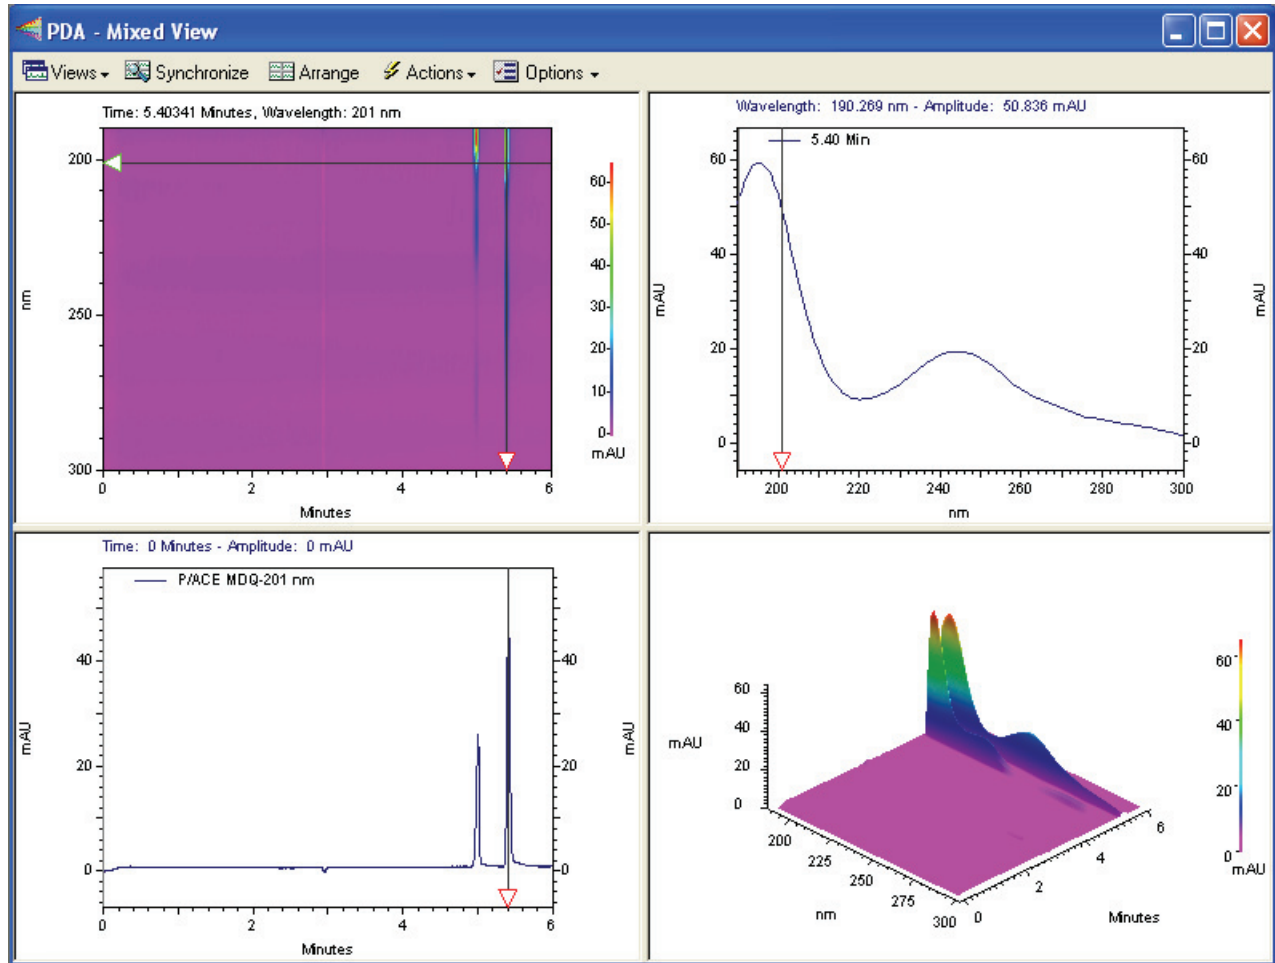 PDA - Mixed View
Views Synchronize Arrange Actions Options
Time: 5.40341 Minutes, Wavelength: 201 nm
200
250
300
nm
0 2 4 6
Minutes
60
50
40
30
20
10
0
mAU
Wavelength: 190.269 nm - Amplitude: 50.836 mAU
5.40 Min
60 60
40 40
mAU mAU
20 20
0 0
200 220 240 260 280 300
nm
Time: 0 Minutes - Amplitude: 0 mAU
P/ACE MDQ-201 nm
40 40
mAU mAU
20 20
0 0
0 2 4 6
Minutes
60
40
mAU
20
0
200
225
250
275
300
nm
0
2
4
6
Minutes
60
40
20
0
mAU